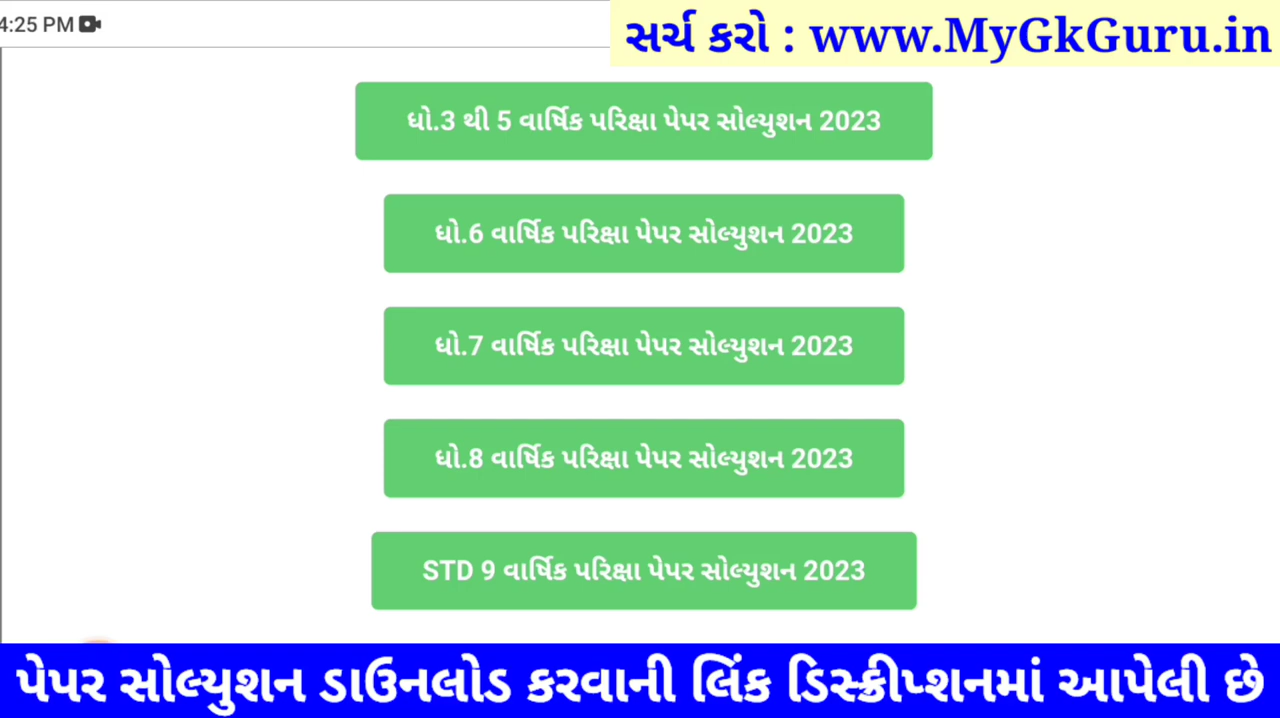 4:25 PM
સર્ચ કરો : www.MyGkGuru.in
ધો.3 થી 5 વાર્ષિક પરિક્ષા પેપર સોલ્યુશન 2023
ધો.6 વાર્ષિક પરિક્ષા પેપર સોલ્યુશન 2023
ધો.7 વાર્ષિક પરિક્ષા પેપર સોલ્યુશન 2023
ધો.8 વાર્ષિક પરિક્ષા પેપર સોલ્યુશન 2023
STD 9 વાર્ષિક પરિક્ષા પેપર સોલ્યુશન 2023
પેપર સોલ્યુશન ડાઉનલોડ કરવાની લિંક ડિસ્ક્રીપ્શનમાં આપેલી છે